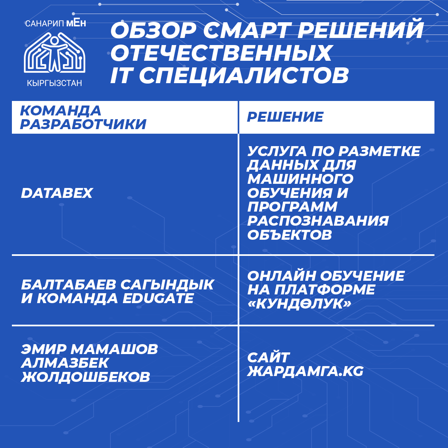 САНАРИП МЕН
КЫРГЫЗСТАН
ОБЗОР СМАРТ РЕШЕНИЙ
ОТЕЧЕСТВЕННЫХ
IT СПЕЦИАЛИСТОВ
КОМАНДА
РАЗРАБОТЧИКИ
РЕШЕНИЕ
DATABEX
УСЛУГА ПО РАЗМЕТКЕ
ДАННЫХ ДЛЯ
МАШИННОГО
ОБУЧЕНИЯ И
ПРОГРАММ
РАСПОЗНАВАНИЯ
ОБЪЕКТОВ
БАЛТАБАЕВ САГЫНДЫК
И КОМАНДА EDUGATE
ОНЛАЙН ОБУЧЕНИЕ
НА ПЛАТФОРМЕ
«КҮНДӨЛҮК»
ЭМИР МАМАШОВ
АЛМАЗБЕК
ЖОЛДОШБЕКОВ
САЙТ
ЖАРДАМГА.KG